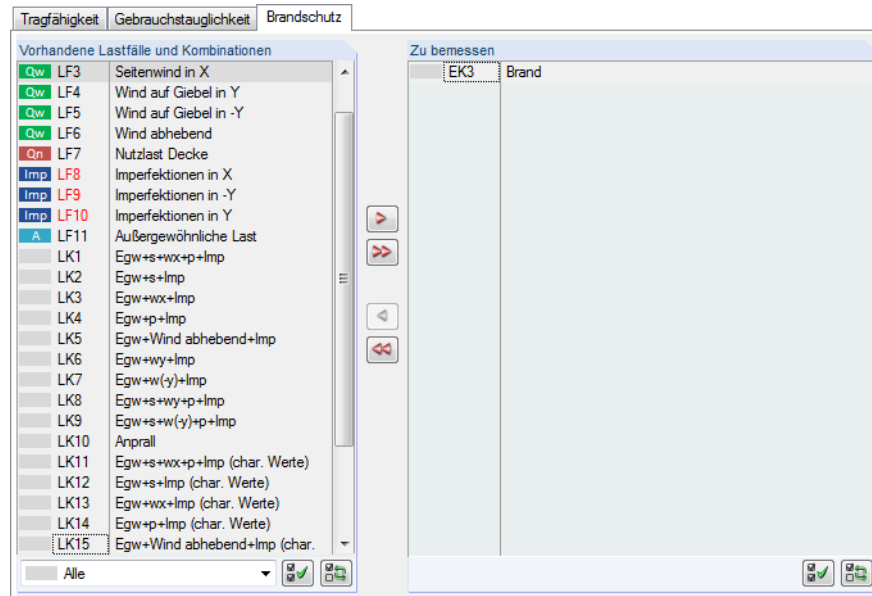 Tragfähigkeit Gebrauchstauglichkeit Brandschutz
Vorhandene Lastfälle und Kombinationen
Qw LF3 Seitenwind in X
Qw LF4 Wind auf Giebel in Y
Qw LF5 Wind auf Giebel in -Y
Qw LF6 Wind abhebend
Qn LF7 Nutzlast Decke
Imp LF8 Imperfektionen in X
Imp LF9 Imperfektionen in -Y
Imp LF10 Imperfektionen in Y
A LF11 Außergewöhnliche Last
LK1 Egw+s+wx+p+Imp
LK2 Egw+s+Imp
LK3 Egw+wx+Imp
LK4 Egw+p+Imp
LK5 Egw+Wind abhebend+Imp
LK6 Egw+wy+Imp
LK7 Egw+w(-y)+Imp
LK8 Egw+s+wy+p+Imp
LK9 Egw+s+w(-y)+p+Imp
LK10 Anprall
LK11 Egw+s+wx+p+Imp (char. Werte)
LK12 Egw+s+Imp (char. Werte)
LK13 Egw+wx+Imp (char. Werte)
LK14 Egw+p+Imp (char. Werte)
LK15 Egw+Wind abhebend+Imp (char.
Alle
Zu bemessen
EK3 Brand